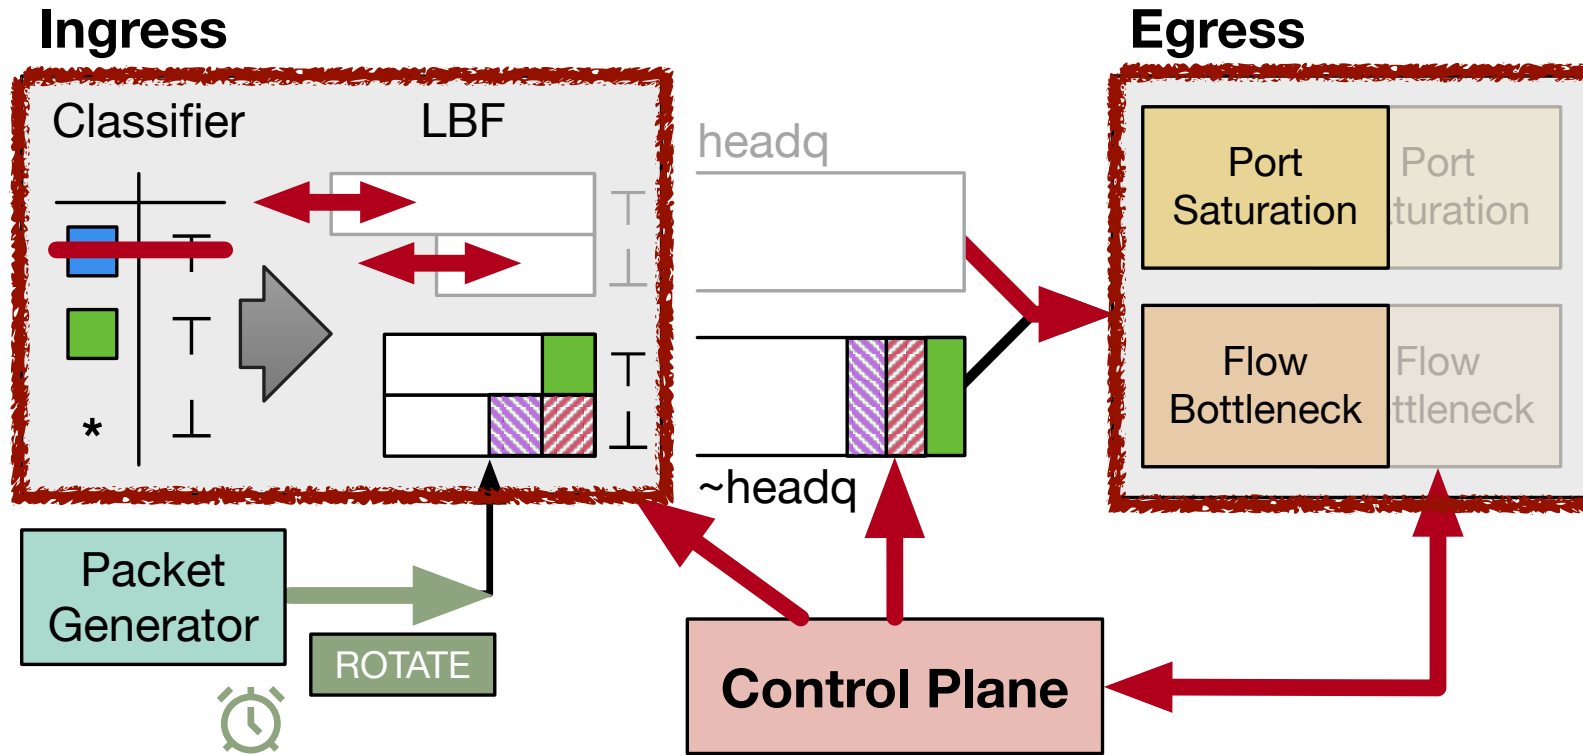 Ingress
Egress
Classifier
LBF
headq
⊤
⊥
⊤
⊤
*
⊥
⊤
⊥
~headq
Port
Saturation
Port
turation
Flow
Bottleneck
Flow
ttleneck
Packet
Generator
ROTATE
Control Plane